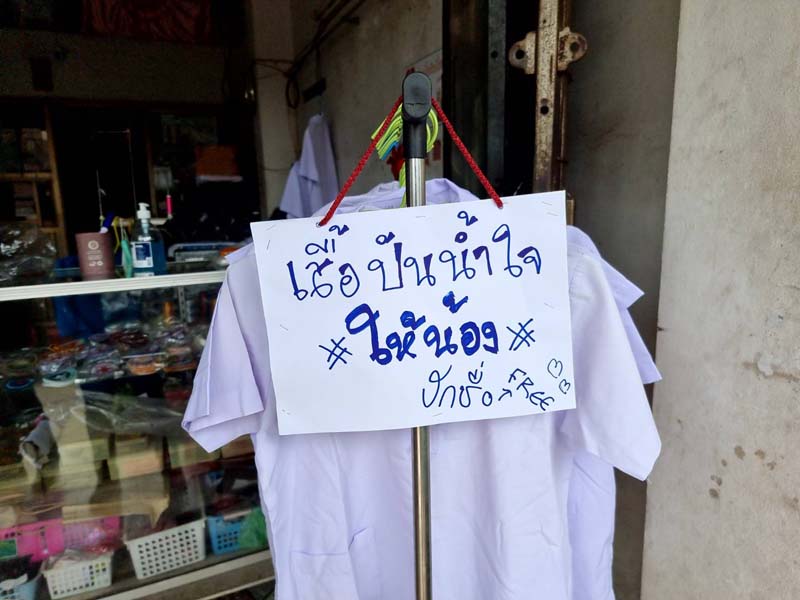 เสื้อ ปันน้ำใจ
# ให้น้อง #
ปักชื่อ → FREE